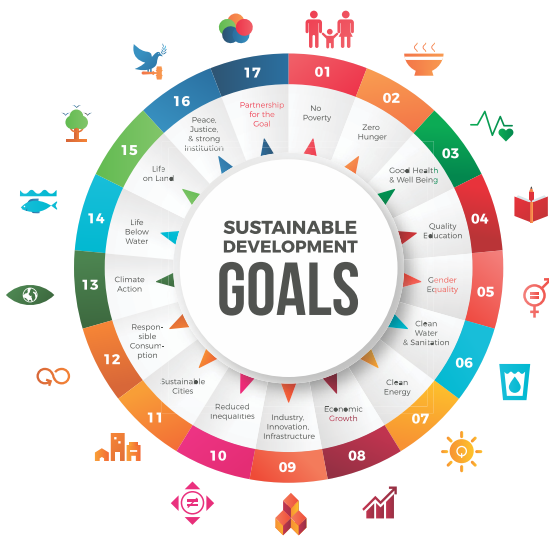 SUSTAINABLE
DEVELOPMENT
GOALS
01
No
Poverty
02
Zero
Hunger
03
Good Health
& Well Being
04
Quality
Education
05
Gender
Equality
06
Clean
Water
& Sanitation
07
Clean
Energy
08
Economic
Growth
09
Industry,
Innovation,
Infrastructure
10
Reduced
Inequalities
11
Sustainable
Cities
12
Respon-
sible
Consum-
ption
13
Climate
Action
14
Life
Below
Water
15
Life
on Land
16
Peace,
Justice,
& strong
Institution
17
Partnership
for the
Goal